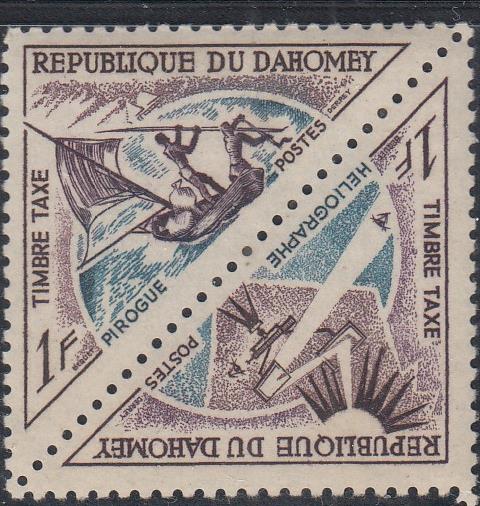 REPUBLIQUE DU DAHOMEY
TIMBRE TAXE
POSTES
PIROGUE
1F
1F
TIMBRE TAXE
HELIOGRAPHE
POSTES
REPUBLIQUE DU DAHOMEY